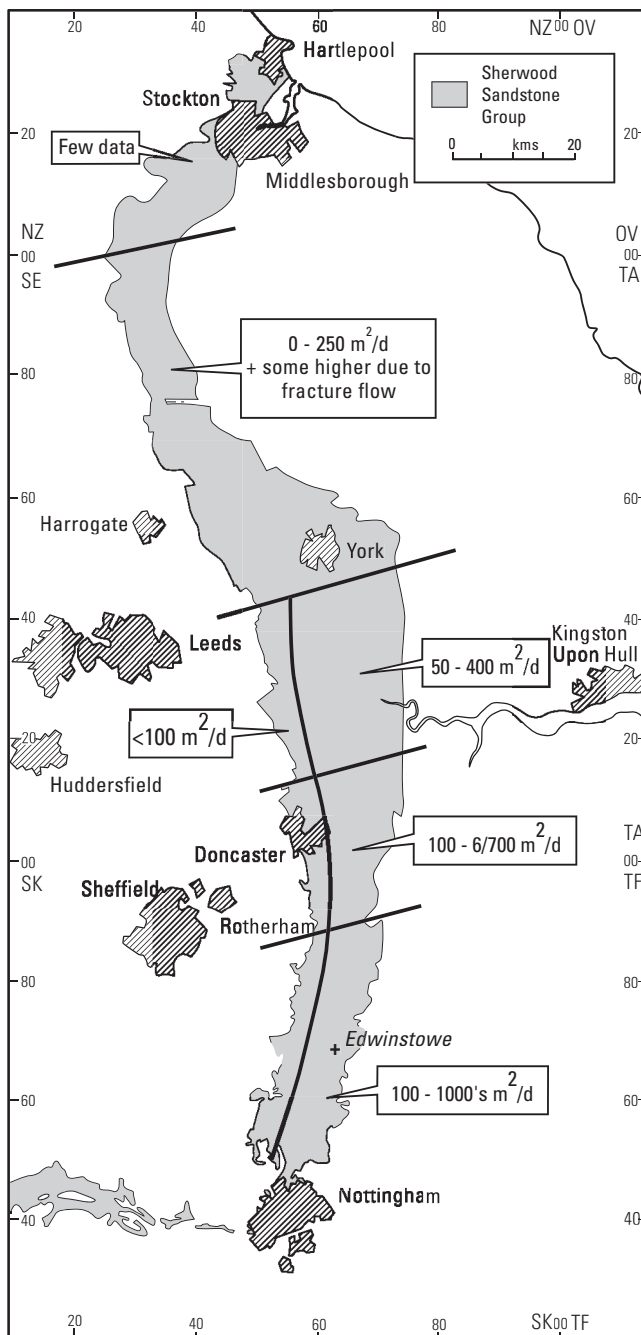 20
40
60
80
NZ 00 OV
Hartlepool
Sherwood
Sandstone
Group
0 kms 20
Stockton
20
20
Few data
Middlesborough
NZ
00
SE
OV
00
TA
0 - 250 m²/d
+ some higher due to
fracture flow
80
80
60
60
Harrogate
York
40
40
Leeds
Kingston
Upon Hull
50 - 400 m²/d
<100 m²/d
20
20
Huddersfield
Doncaster
100 - 6/700 m²/d
TA
00
TF
00
SK
Sheffield
Rotherham
80
80
Edwinstowe
100 - 1000's m²/d
60
60
Nottingham
40
40
20
40
60
80
SK 00 TF